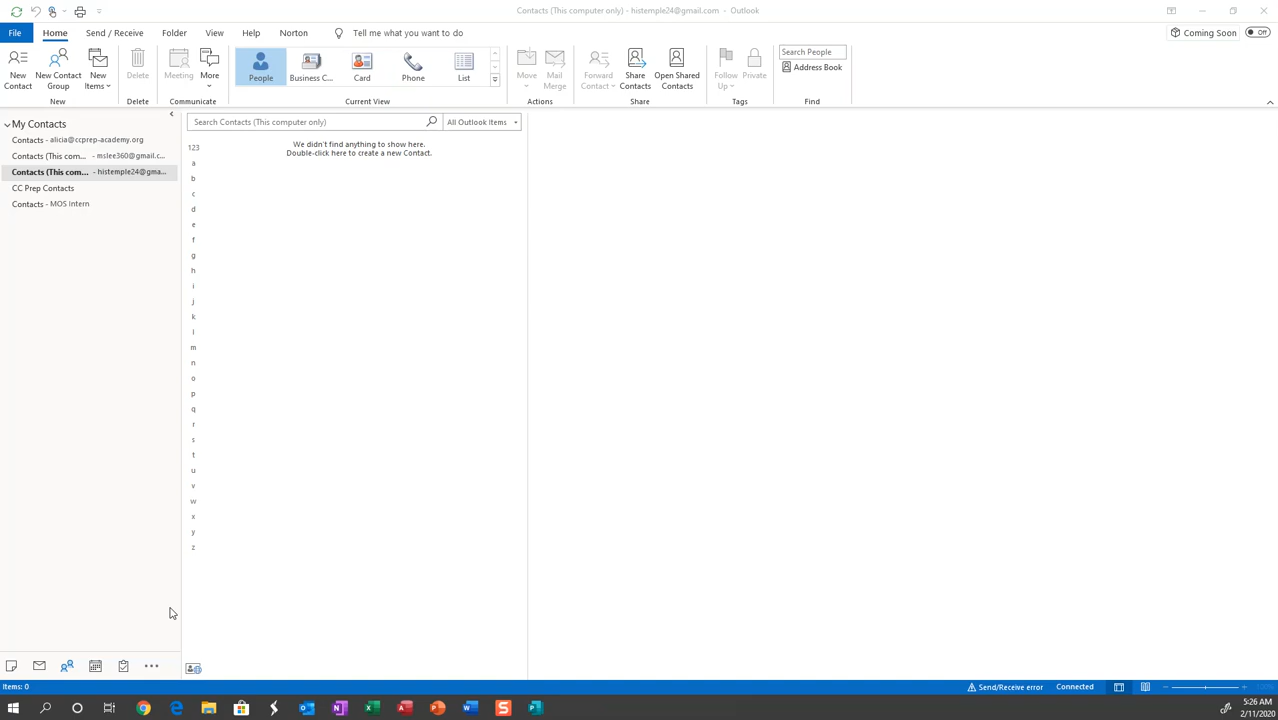 Contacts (This computer only) - histemple24@gmail.com - Outlook
File Home Send / Receive Folder View Help Norton Tell me what you want to do
Coming Soon Off
New Contact
New Contact Group
New Items
Delete
Meeting
More
People
Business C...
Card
Phone
List
Move
Mail Merge
Forward Contact
Share Contacts
Open Shared Contacts
Follow Up
Private
Search People
Address Book
New Delete Communicate Current View Actions Share Tags Find
My Contacts
Contacts - alicia@ccprep-academy.org
Contacts (This com... - mslee360@gmail.c...
Contacts (This com... - histemple24@gma...
CC Prep Contacts
Contacts - MOS Intern
Search Contacts (This computer only)
All Outlook Items
We didn't find anything to show here.
Double-click here to create a new Contact.
123
a
b
c
d
e
f
g
h
i
j
k
l
m
n
o
p
q
r
s
t
u
v
w
x
y
z
Items: 0
Send/Receive error
Connected
5:26 AM
2/11/2020